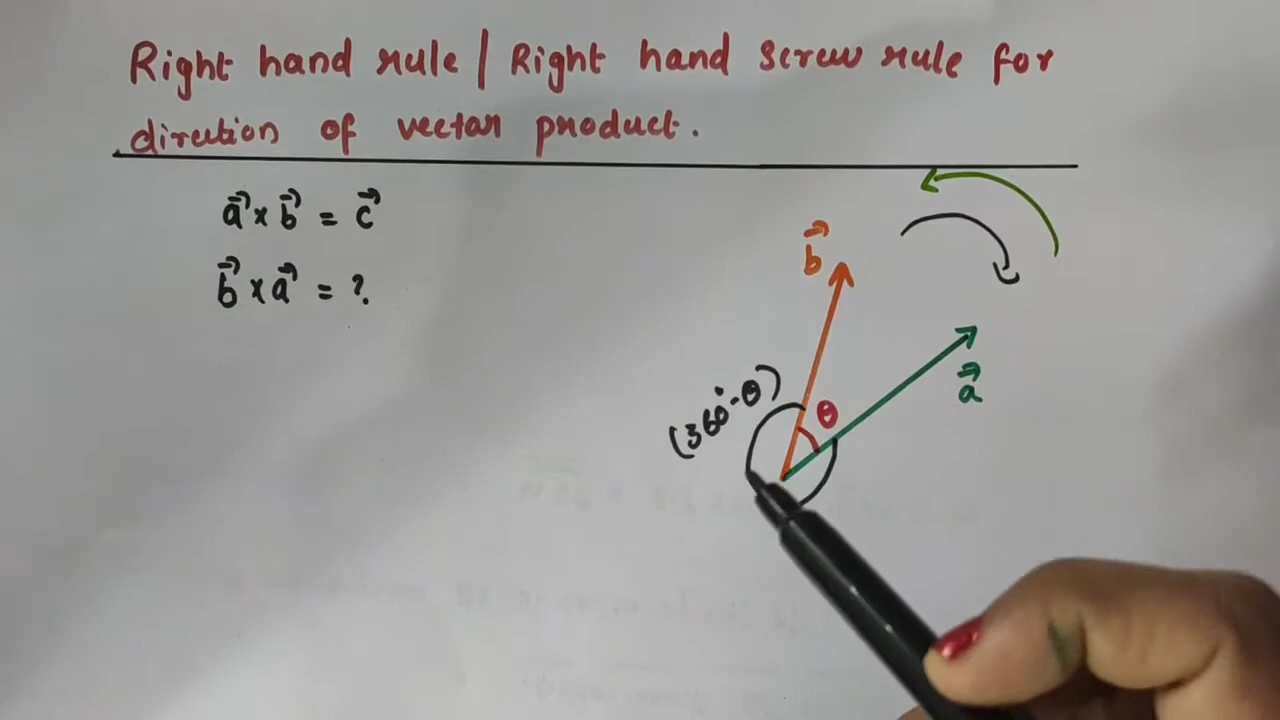 Right hand rule | Right hand screw rule for
direction of vector product.
a⃗ × b⃗ = c⃗
b⃗ × a⃗ = ?
b⃗
a⃗
θ
(360°-θ)